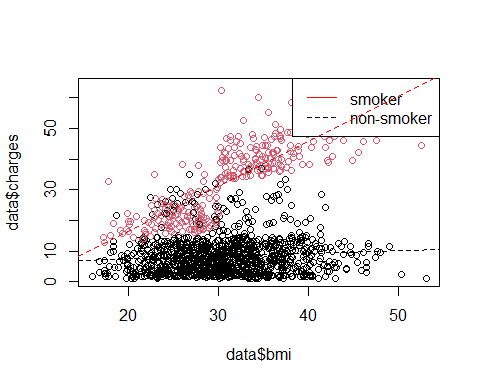 smoker
non-smoker
data$charges
0 10 30 50
20 30 40 50
data$bmi